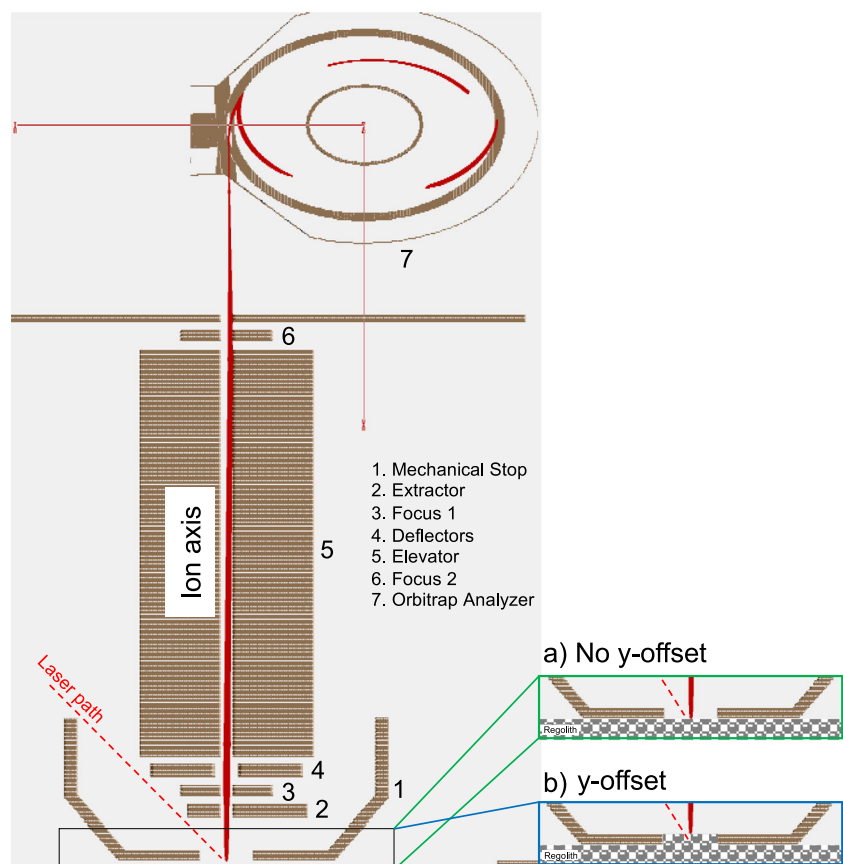 7
6
1. Mechanical Stop
2. Extractor
3. Focus 1
4. Deflectors
5. Elevator
6. Focus 2
7. Orbitrap Analyzer
Ion axis
5
Laser path
4
3
2
1
a) No y-offset
Regolith
b) y-offset
Regolith